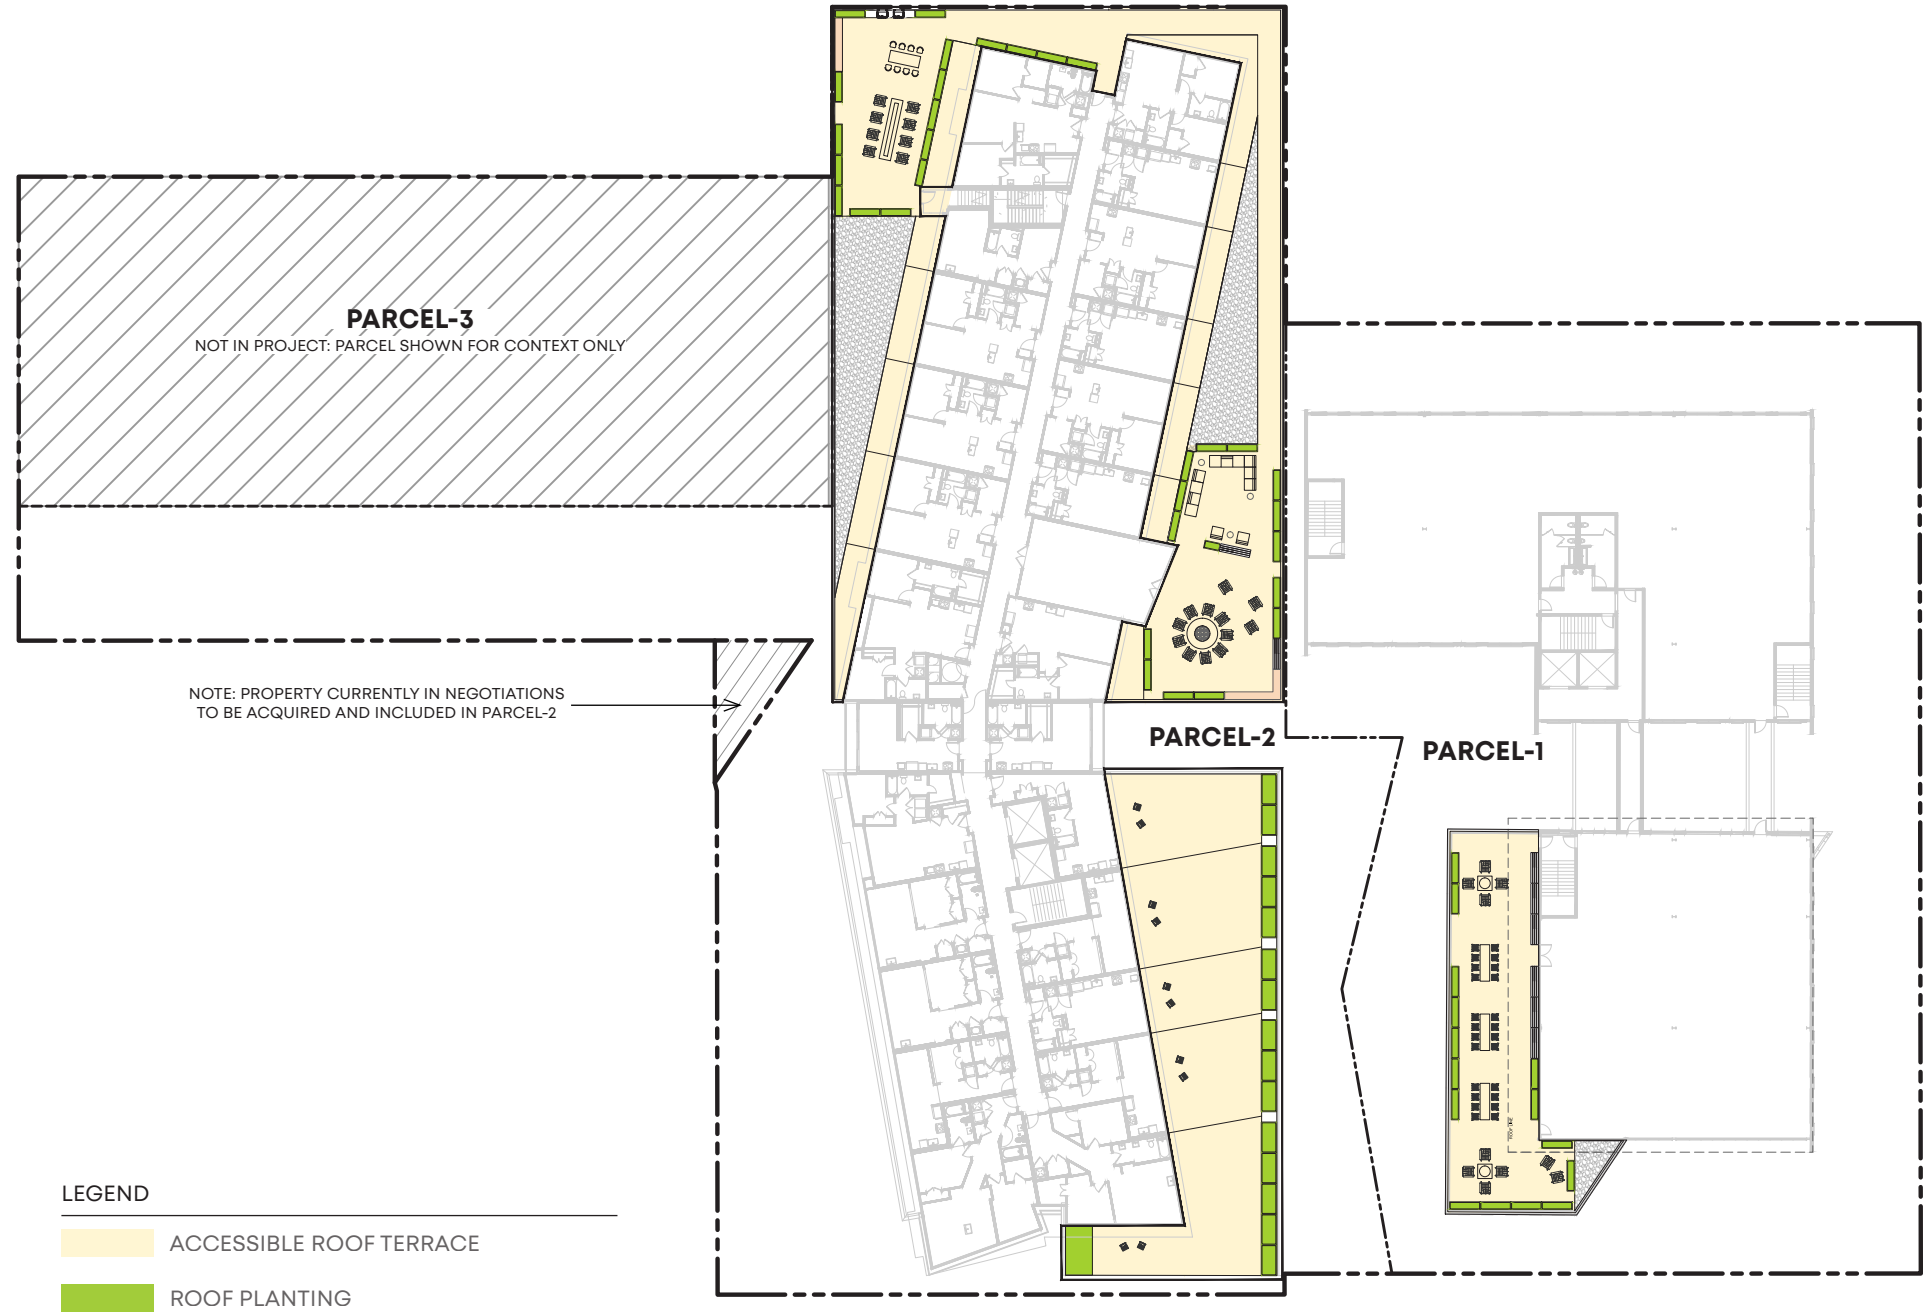 PARCEL-3
NOT IN PROJECT: PARCEL SHOWN FOR CONTEXT ONLY
NOTE: PROPERTY CURRENTLY IN NEGOTIATIONS
TO BE ACQUIRED AND INCLUDED IN PARCEL-2
PARCEL-2
PARCEL-1
LEGEND
ACCESSIBLE ROOF TERRACE
ROOF PLANTING